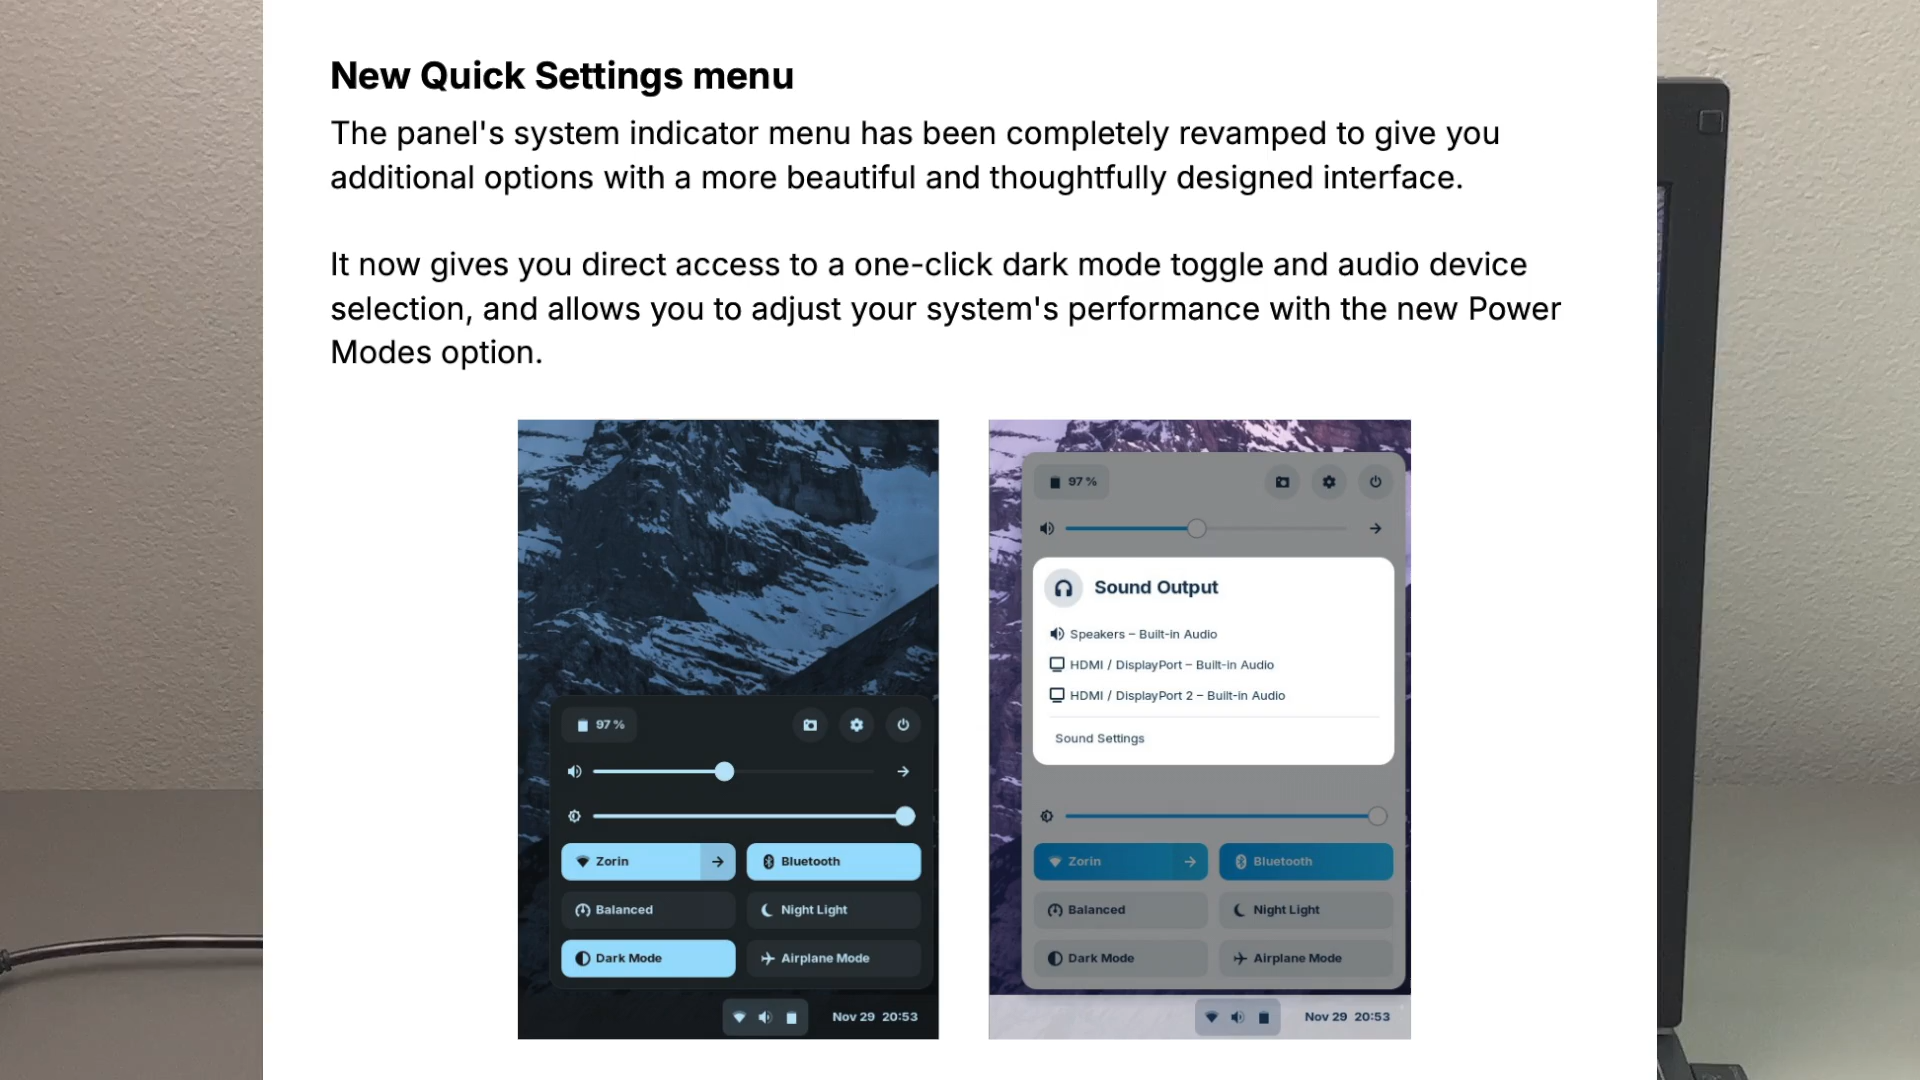 New Quick Settings menu
The panel's system indicator menu has been completely revamped to give you
additional options with a more beautiful and thoughtfully designed interface.
It now gives you direct access to a one-click dark mode toggle and audio device
selection, and allows you to adjust your system's performance with the new Power
Modes option.
97 %
Zorin
Bluetooth
Balanced
Night Light
Dark Mode
Airplane Mode
Nov 29 20:53
97 %
Sound Output
Speakers – Built-in Audio
HDMI / DisplayPort – Built-in Audio
HDMI / DisplayPort 2 – Built-in Audio
Sound Settings
Zorin
Bluetooth
Balanced
Night Light
Dark Mode
Airplane Mode
Nov 29 20:53